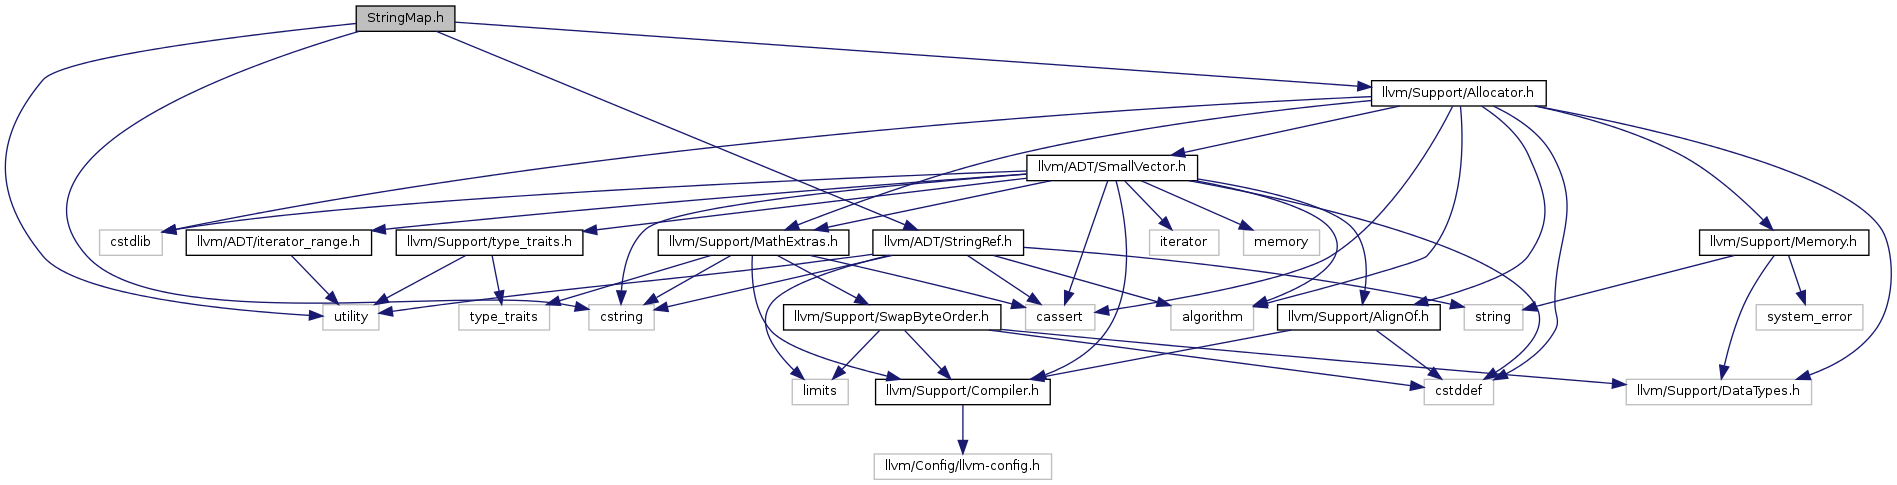 StringMap.h
llvm/Support/Allocator.h
llvm/ADT/SmallVector.h
cstdlib
llvm/ADT/iterator_range.h
llvm/Support/type_traits.h
llvm/Support/MathExtras.h
llvm/ADT/StringRef.h
iterator
memory
llvm/Support/Memory.h
utility
type_traits
cstring
llvm/Support/SwapByteOrder.h
cassert
algorithm
llvm/Support/AlignOf.h
string
system_error
limits
llvm/Support/Compiler.h
cstddef
llvm/Support/DataTypes.h
llvm/Config/llvm-config.h